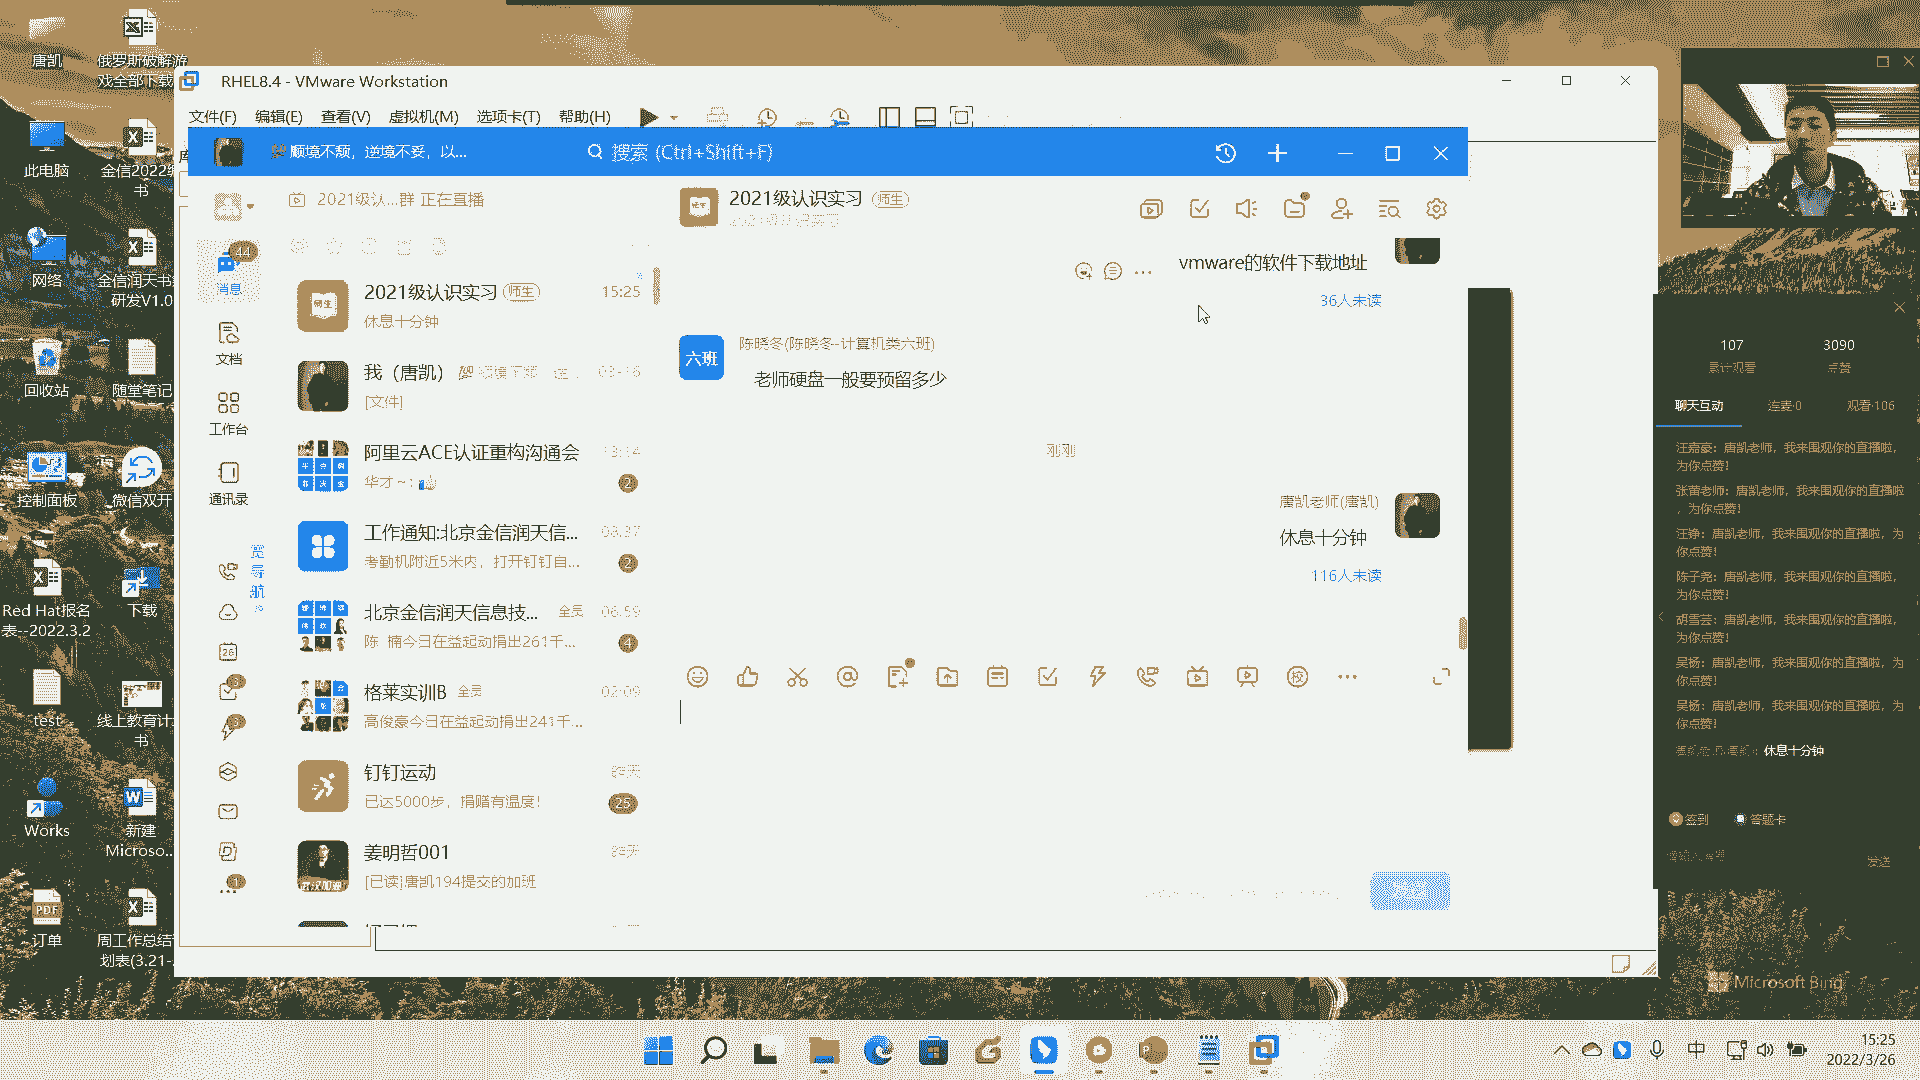 唐凯
俄罗斯破解游
戏全部下载
此电脑
网络
金信润天书
研发V1.0
回收站
随堂笔记
控制面板
微信双开
Red Hat报名
表--2022.3.2
下载
test
线上教育计
书
Works
新建
Microso...
订单
周工作总结
划表(3.21-
RHEL8.4 - VMware Workstation
文件(F)
编辑(E)
查看(V)
虚拟机(M)
选项卡(T)
帮助(H)
顺境不颓，逆境不妥，以...
搜索 (Ctrl+Shift+F)
2021级认...群 正在直播
44
消息
文档
工作台
通讯录
宽
导
航
2021级认识实习
师生
15:25
休息十分钟
我（唐凯）
03-16
[文件]
阿里云ACE认证重构沟通会
13:14
华才~:
2
工作通知:北京金信润天信...
08:37
考勤机附近5米内，打开钉钉自...
2
北京金信润天信息技...
全员
06:59
陈 楠今日在益起动捐出261千...
4
格莱实训B
全员
02:09
高俊豪今日在益起动捐出241千...
钉钉运动
昨天
已达5000步，捐赠有温度！
25
姜明哲001
昨天
[已读]唐凯194提交的加班
2021级认识实习
师生
vmware的软件下载地址
36人未读
六班
陈晓冬(陈晓冬-计算机类六班)
老师硬盘一般要预留多少
刚刚
唐凯老师(唐凯)
休息十分钟
116人未读
107
3090
累计观看
点赞
聊天互动
连麦·0
观看·106
汪嘉豪：唐凯老师，我来围观你的直播啦，
为你点赞！
张苗老师：唐凯老师，我来围观你的直播啦
，为你点赞！
汪铮：唐凯老师，我来围观你的直播啦，为
你点赞！
陈子尧：唐凯老师，我来围观你的直播啦，
为你点赞！
胡雪芸：唐凯老师，我来围观你的直播啦，
为你点赞！
吴杨：唐凯老师，我来围观你的直播啦，为
你点赞！
吴杨：唐凯老师，我来围观你的直播啦，为
你点赞！
休息十分钟
签到
答题卡
发送
Microsoft Bing
中
15:25
2022/3/26